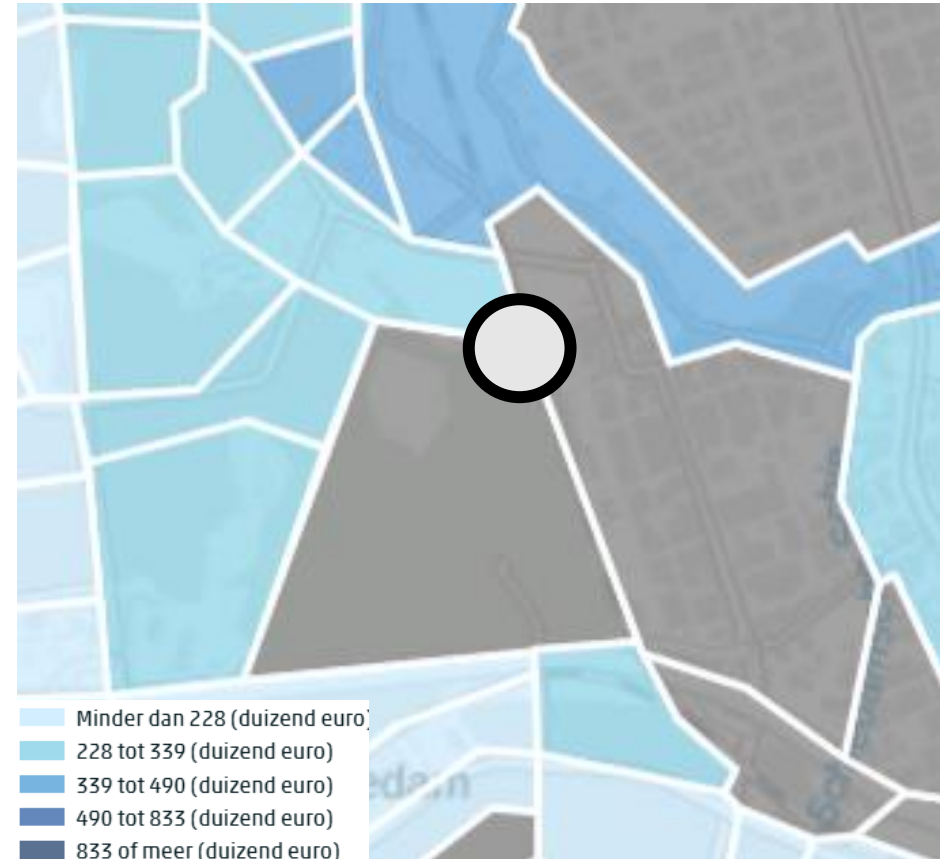 Minder dan 228 (duizend euro)
228 tot 339 (duizend euro)
339 tot 490 (duizend euro)
490 tot 833 (duizend euro)
833 of meer (duizend euro)
edam